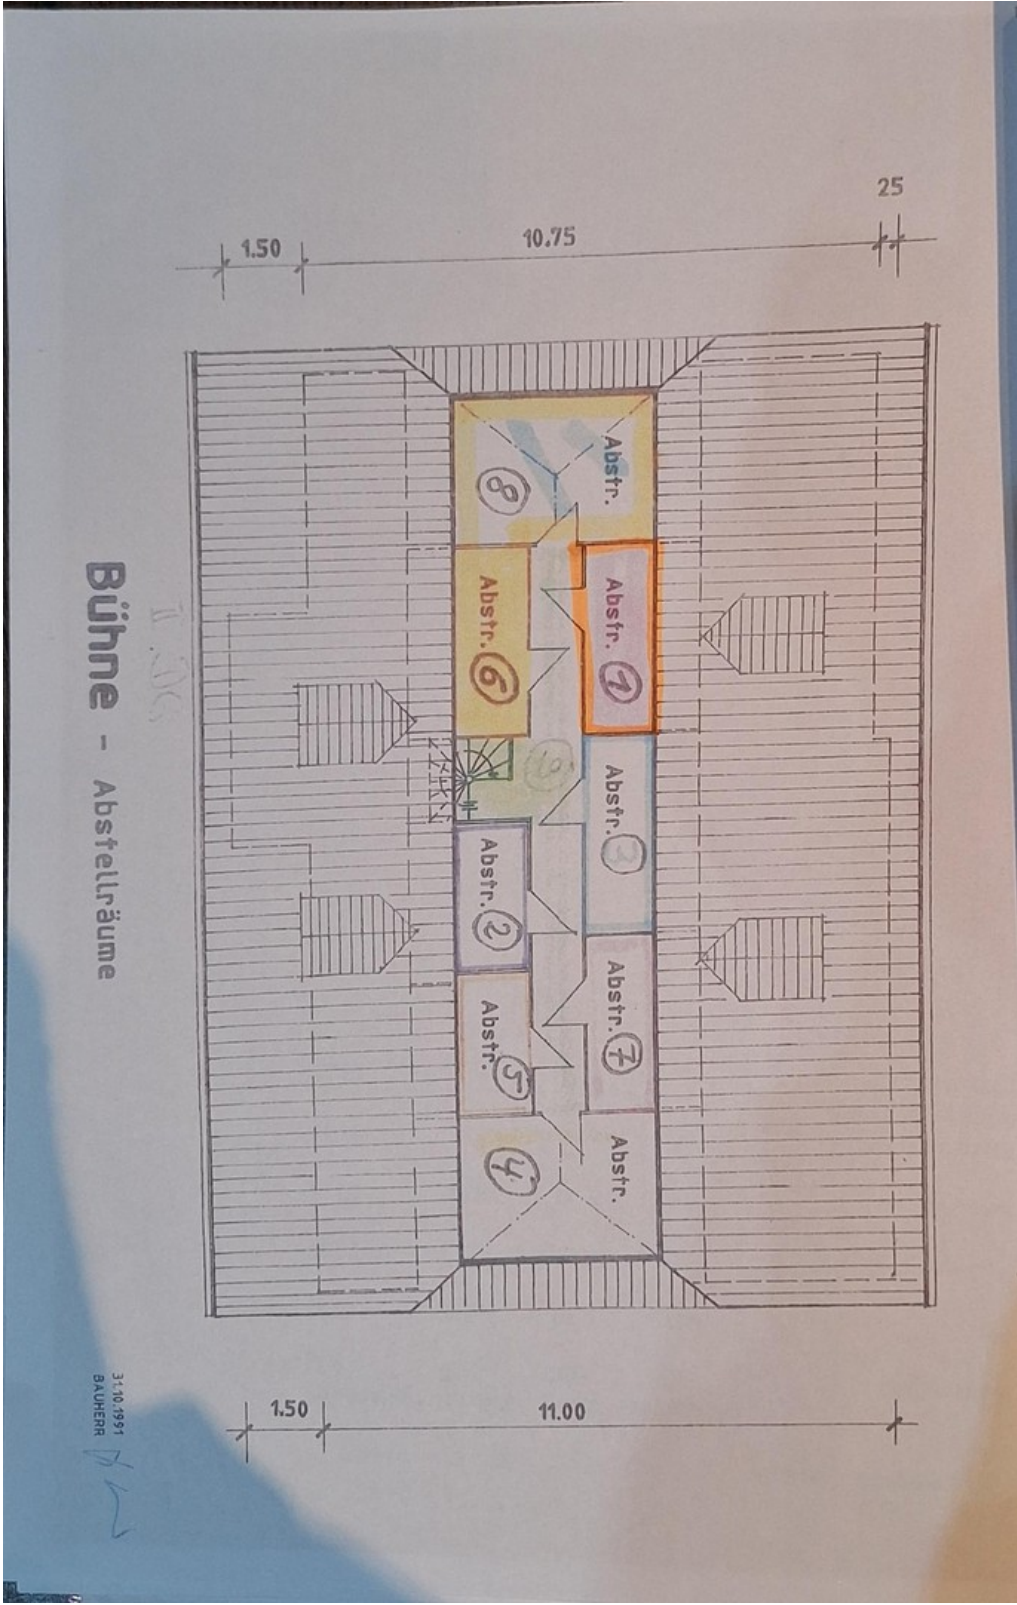 25
10.75
1.50
Abstr.
8
Abstr. 1
Abstr. 6
9
Abstr. 3
Abstr. 2
Abstr. 7
Abstr. 5
Abstr.
4
Bühne - Abstellräume
31.10.1991
BAUHERR
1.50
11.00